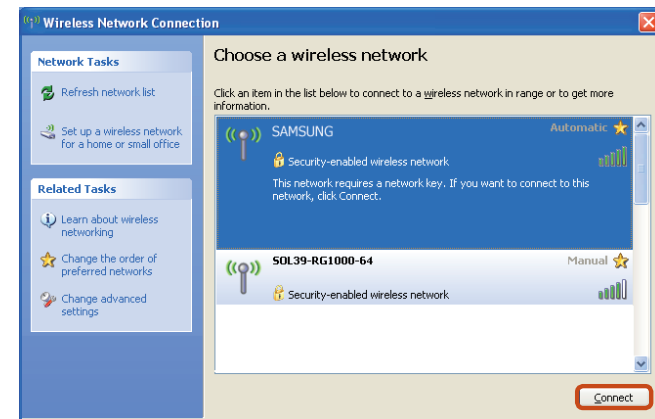 Wireless Network Connection
Network Tasks
Refresh network list
Set up a wireless network
for a home or small office
Related Tasks
Learn about wireless
networking
Change the order of
preferred networks
Change advanced
settings
Choose a wireless network
Click an item in the list below to connect to a wireless network in range or to get more
information.
SAMSUNG
Automatic
Security-enabled wireless network
This network requires a network key. If you want to connect to this
network, click Connect.
SOL39-RG1000-64
Manual
Security-enabled wireless network
Connect